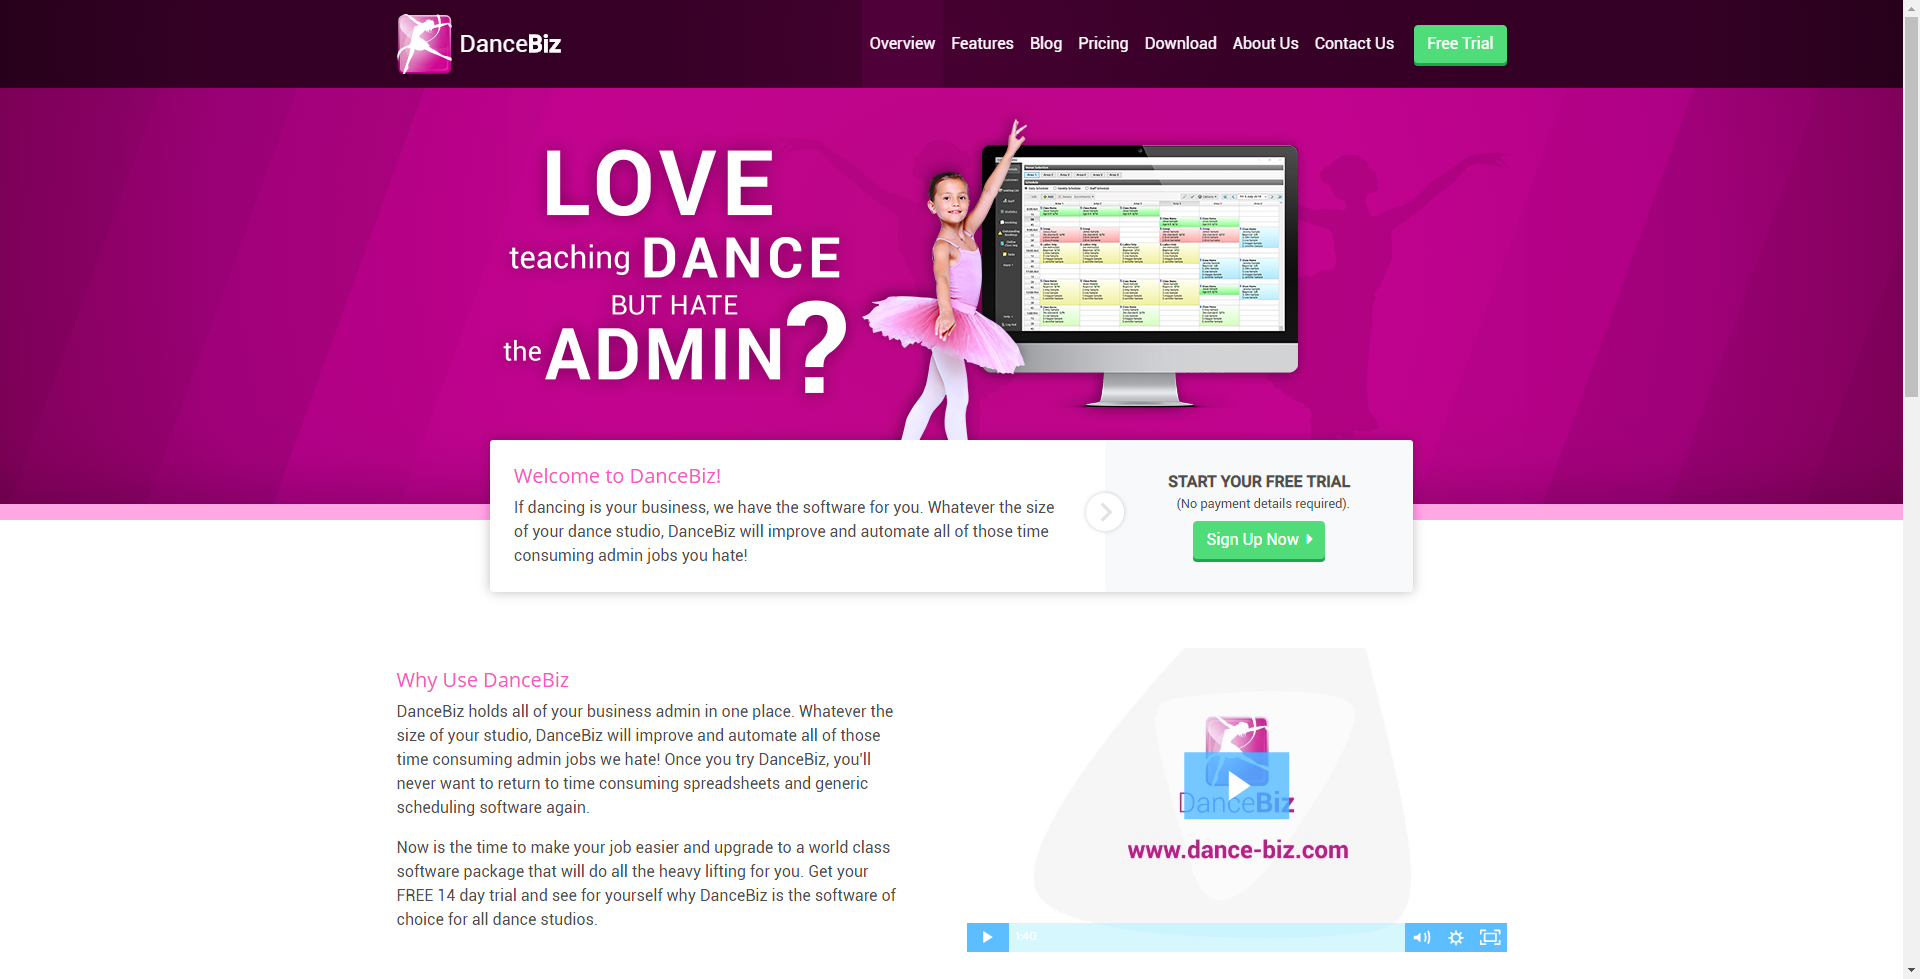 DanceBiz
Overview Features Blog Pricing Download About Us Contact Us Free Trial
LOVE
teaching DANCE
BUT HATE
the ADMIN?
Welcome to DanceBiz!
If dancing is your business, we have the software for you. Whatever the size
of your dance studio, DanceBiz will improve and automate all of those time
consuming admin jobs you hate!
START YOUR FREE TRIAL
(No payment details required).
Sign Up Now
Why Use DanceBiz
DanceBiz holds all of your business admin in one place. Whatever the
size of your studio, DanceBiz will improve and automate all of those
time consuming admin jobs we hate! Once you try DanceBiz, you'll
never want to return to time consuming spreadsheets and generic
scheduling software again.
Now is the time to make your job easier and upgrade to a world class
software package that will do all the heavy lifting for you. Get your
FREE 14 day trial and see for yourself why DanceBiz is the software of
choice for all dance studios.
DanceBiz
www.dance-biz.com
1:40